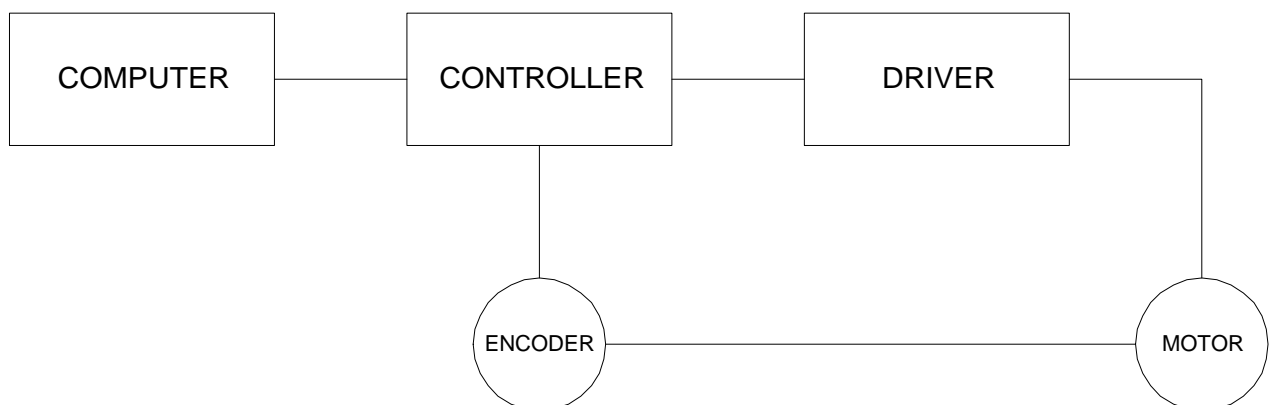 COMPUTER
CONTROLLER
DRIVER
ENCODER
MOTOR